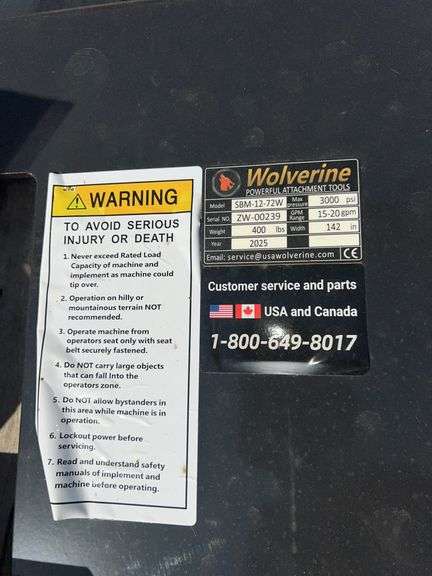 WARNING
TO AVOID SERIOUS
INJURY OR DEATH
1. Never exceed Rated Load
Capacity of machine and
implement as machine could
tip over.
2. Operation on hilly or
mountainous terrain NOT
recommended.
3. Operate machine from
operators seat only with seat
belt securely fastened.
4. Do NOT carry large objects
that can fall Into the
operators zone.
5. Do NOT allow bystanders in
this area while machine is in
operation.
6. Lockout power before
servicing.
7. Read and understand safety
manuals of implement and
machine before operating.
Wolverine
POWERFUL ATTACHMENT TOOLS
Model SBM-12-72W Max pressure 3000 psi
Serial NO. ZW-00239 GPM Range 15-20 gpm
Weight 400 lbs Width 142 in
Year 2025
Email: service@usawolverine.com CE
Customer service and parts
USA and Canada
1-800-649-8017